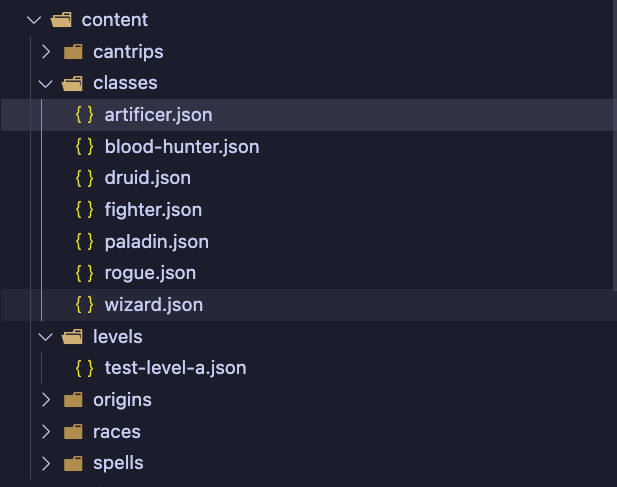 content
cantrips
classes
{ } artificer.json
{ } blood-hunter.json
{ } druid.json
{ } fighter.json
{ } paladin.json
{ } rogue.json
{ } wizard.json
levels
{ } test-level-a.json
origins
races
spells